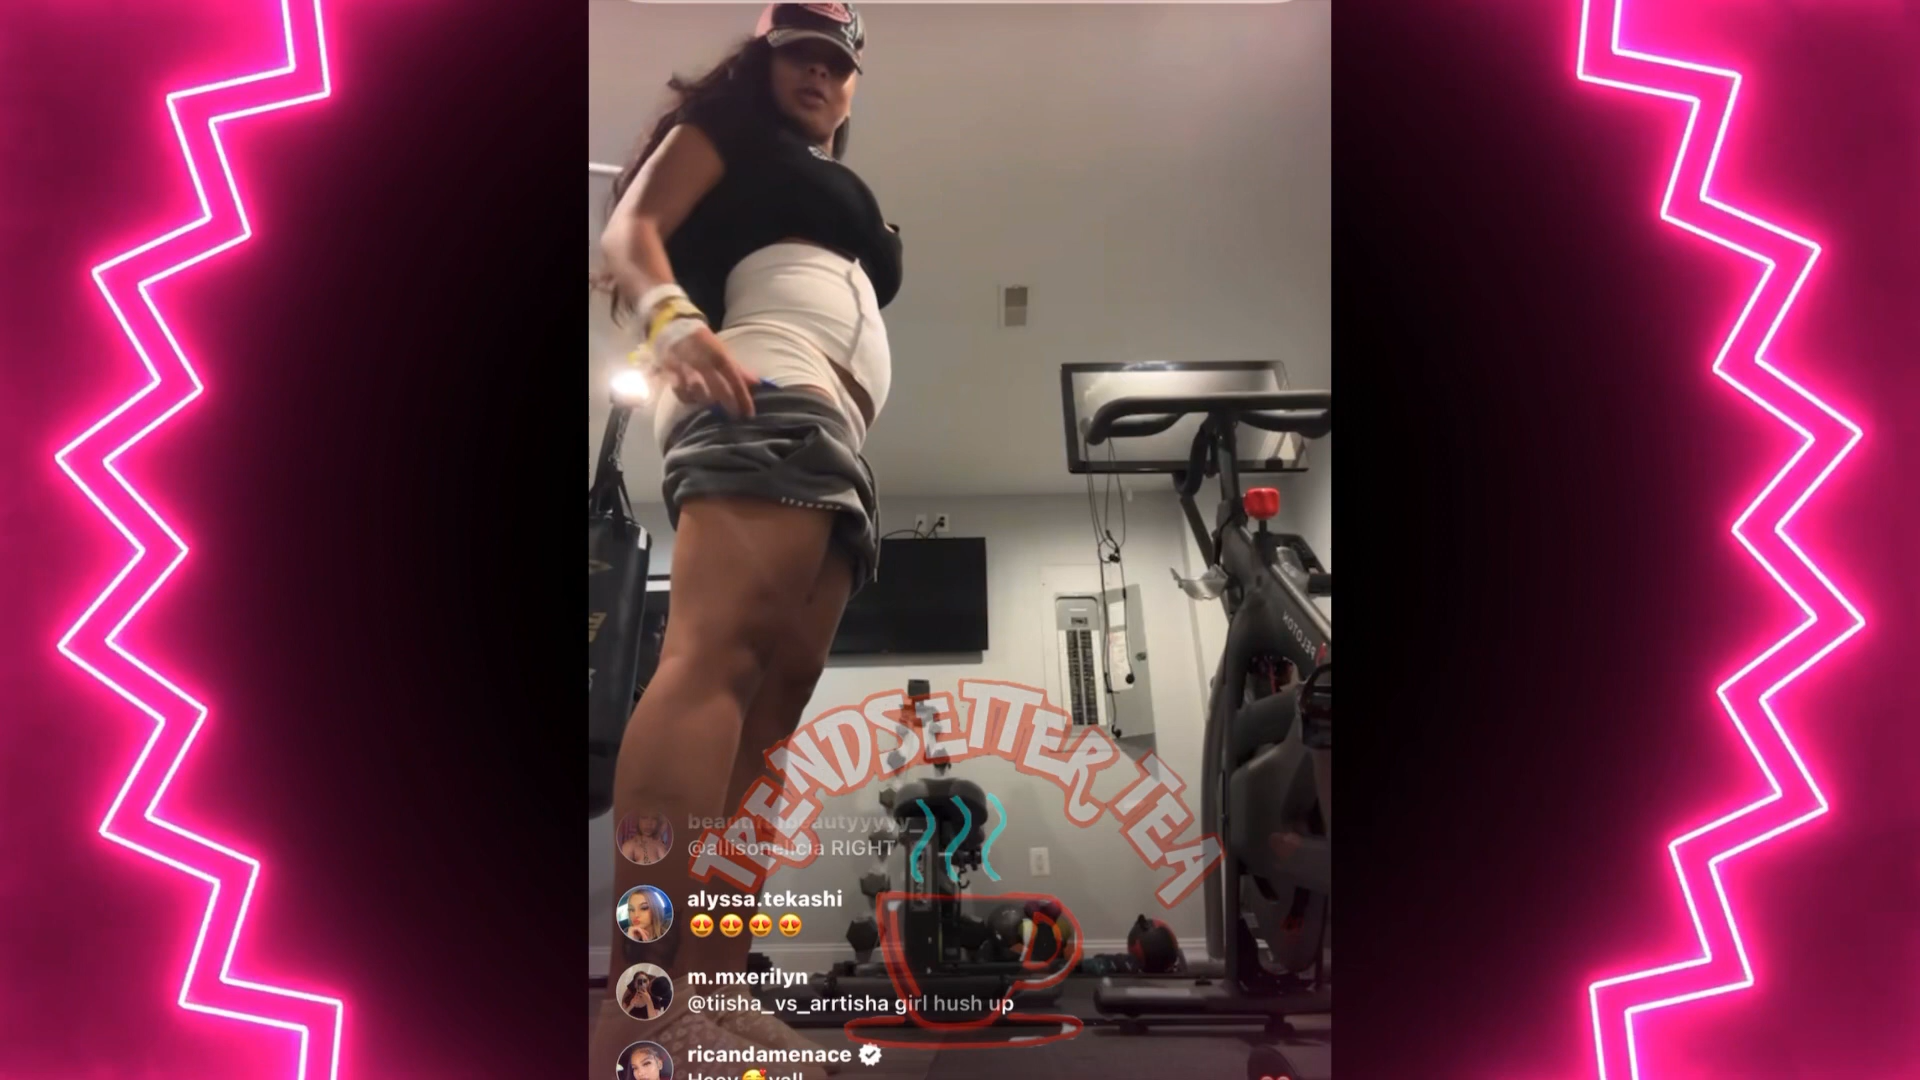 TRENDSETTER TEA
@allisonelicia RIGHT
alyssa.tekashi
😍😍😍😍
m.mxerilyn
@tiisha_vs_arrtisha girl hush up
ricandamenace
PELOTON